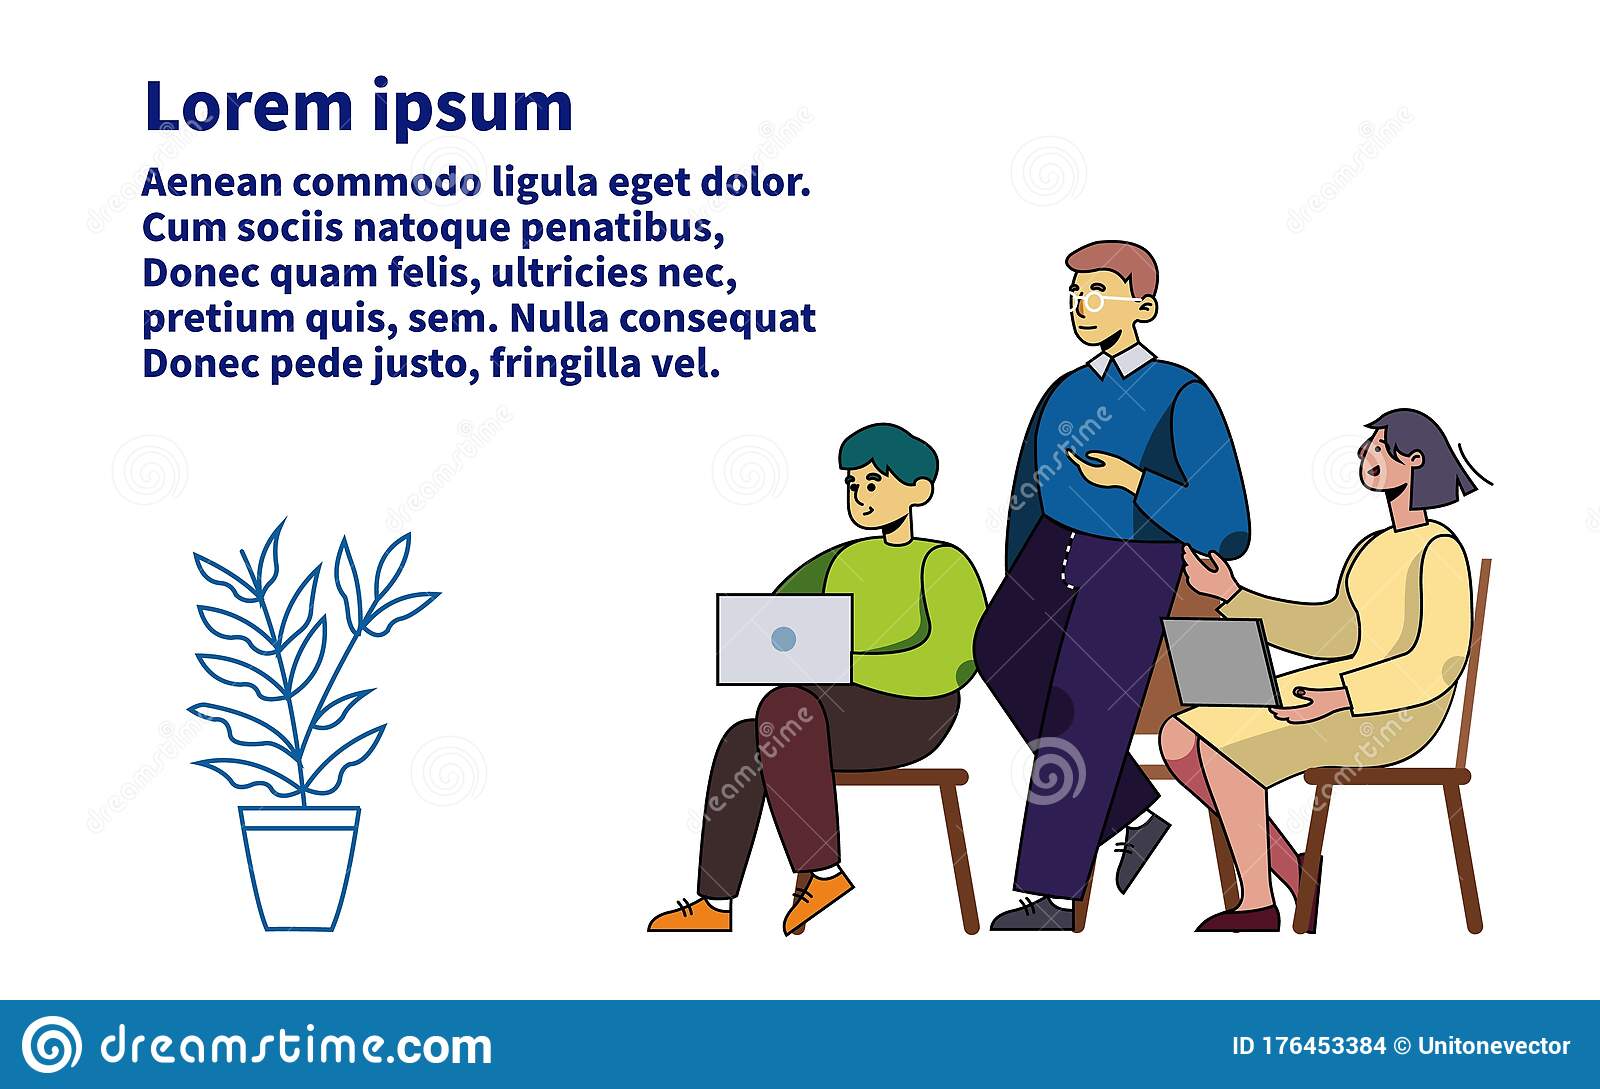 Lorem ipsum
Aenean commodo ligula eget dolor.
Cum sociis natoque penatibus,
Donec quam felis, ultricies nec,
pretium quis, sem. Nulla consequat
Donec pede justo, fringilla vel.
dreamstime.com
ID 176453384 © Unitonevector